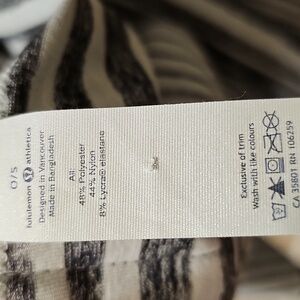 O/S
lululemon athletica
Designed in Vancouver
Made in Bangladesh
All:
48% Polyester
44% Nylon
8% Lycra® elastane
Exclusive of trim
Wash with like colours
CA 35801 RN 106259